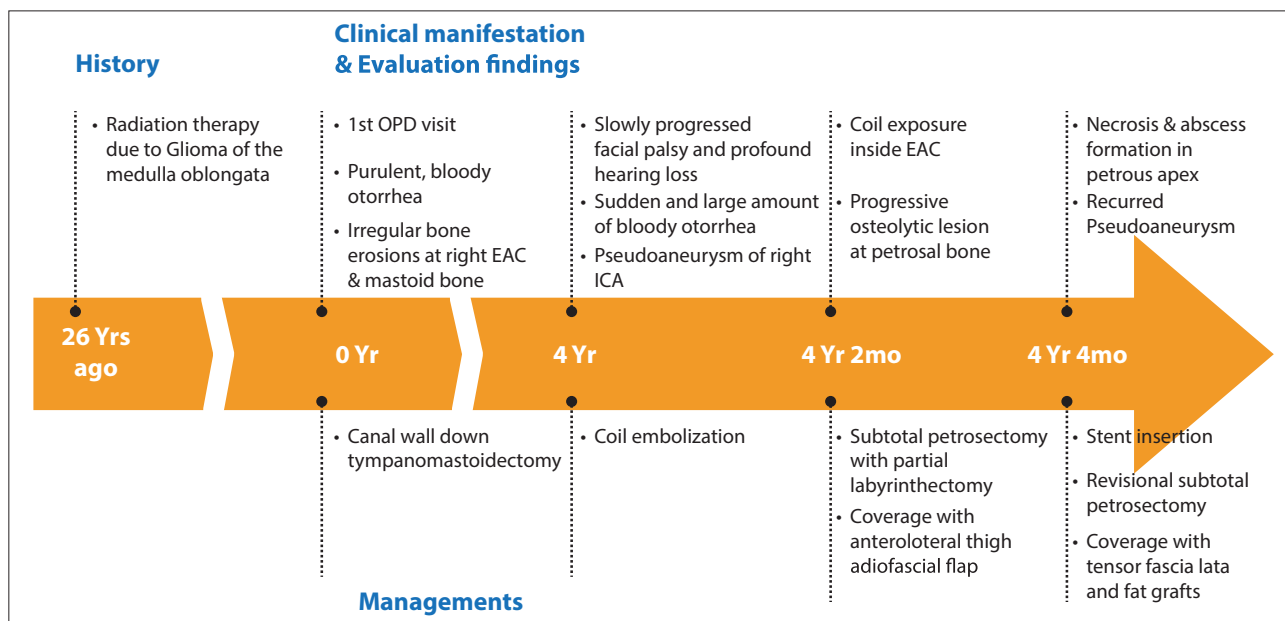 History
Clinical manifestation
& Evaluation findings
• Radiation therapy
due to Glioma of the
medulla oblongata
• 1st OPD visit
• Purulent, bloody
otorrhea
• Irregular bone
erosions at right EAC
& mastoid bone
• Slowly progressed
facial palsy and profound
hearing loss
• Sudden and large amount
of bloody otorrhea
• Pseudoaneurysm of right
ICA
• Coil exposure
inside EAC
• Progressive
osteolytic lesion
at petrosal bone
• Necrosis & abscess
formation in
petrous apex
• Recurred
Pseudoaneurysm
26 Yrs
ago
0 Yr
4 Yr
4 Yr 2mo
4 Yr 4mo
• Canal wall down
tympanomastoidectomy
• Coil embolization
• Subtotal petrosectomy
with partial
labyrinthectomy
• Coverage with
anteroloteral thigh
adiofascial flap
• Stent insertion
• Revisional subtotal
petrosectomy
• Coverage with
tensor fascia lata
and fat grafts
Managements